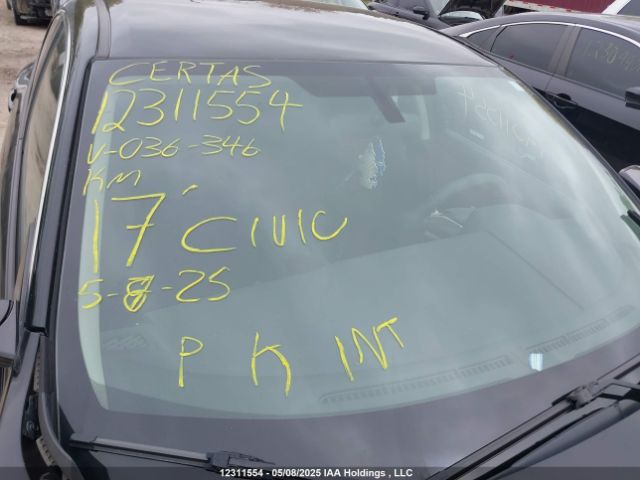 CERTAS
12311554
V-036-346
KM
17' CIVIC
5-8-25
P K INT
12311554 - 05/08/2025 IAA Holdings , LLC